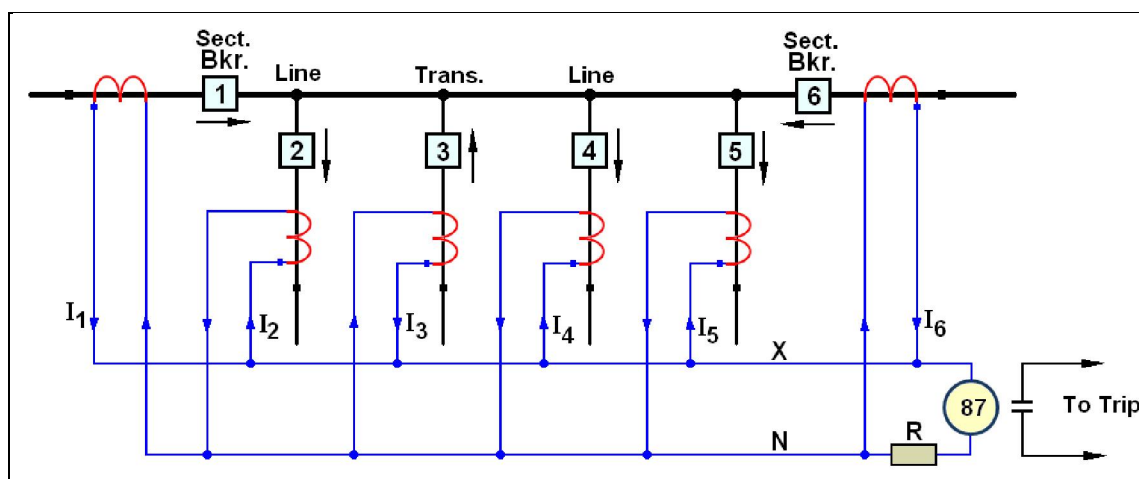 Sect. Bkr.
Line
Trans.
Line
Sect. Bkr.
1
6
2
3
4
5
I1
I2
I3
I4
I5
I6
X
87
To Trip
N
R